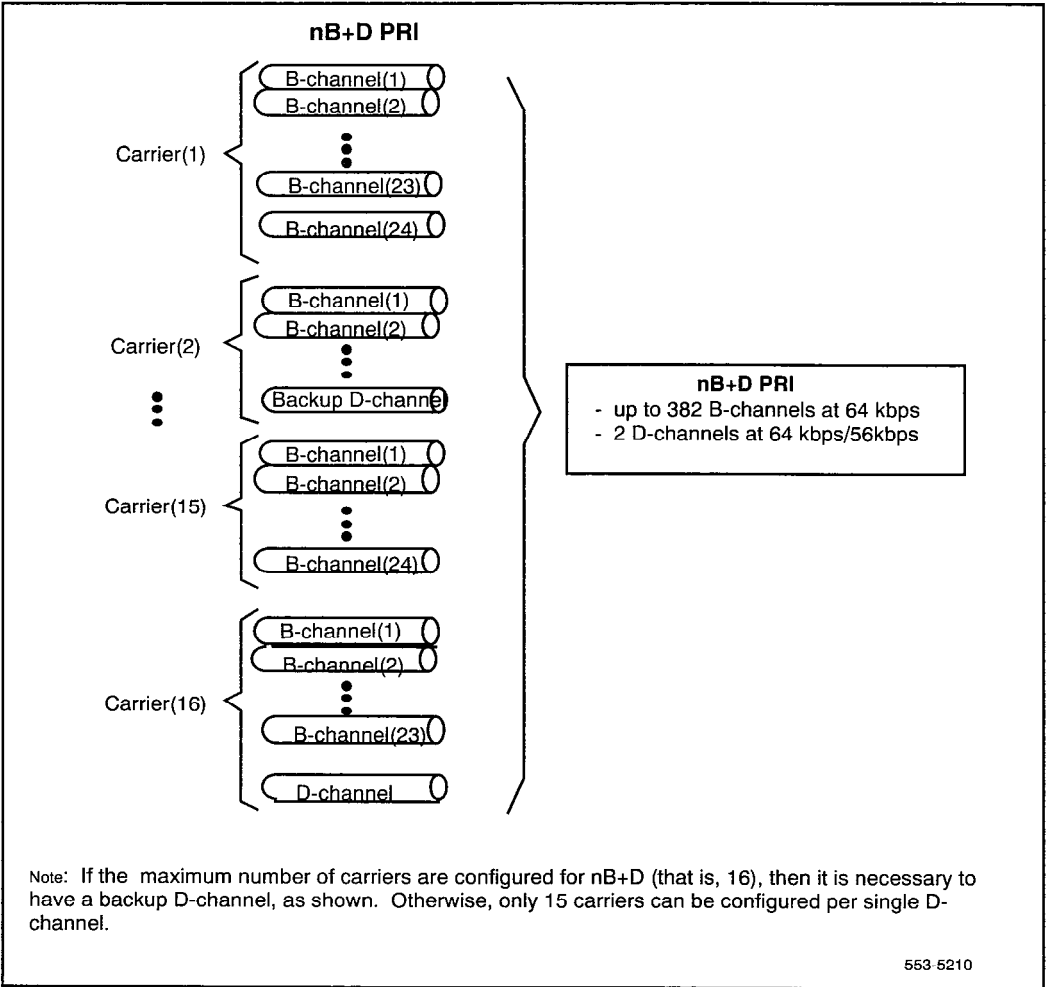 nB+D PRI
Carrier(1)
B-channel(1)
B-channel(2)
B-channel(23)
B-channel(24)
Carrier(2)
B-channel(1)
B-channel(2)
Backup D-channel
Carrier(15)
B-channel(1)
B-channel(2)
B-channel(24)
Carrier(16)
B-channel(1)
B-channel(2)
B-channel(23)
D-channel
nB+D PRI
- up to 382 B-channels at 64 kbps
- 2 D-channels at 64 kbps/56kbps
Note: If the maximum number of carriers are configured for nB+D (that is, 16), then it is necessary to
have a backup D-channel, as shown. Otherwise, only 15 carriers can be configured per single D-
channel.
553-5210